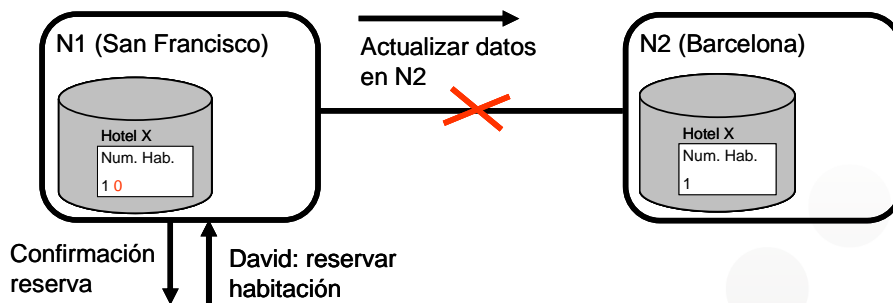 N1 (San Francisco)
Hotel X
Num. Hab.
1 0
Actualizar datos
en N2
N2 (Barcelona)
Hotel X
Num. Hab.
1
Confirmación
reserva
David: reservar
habitación